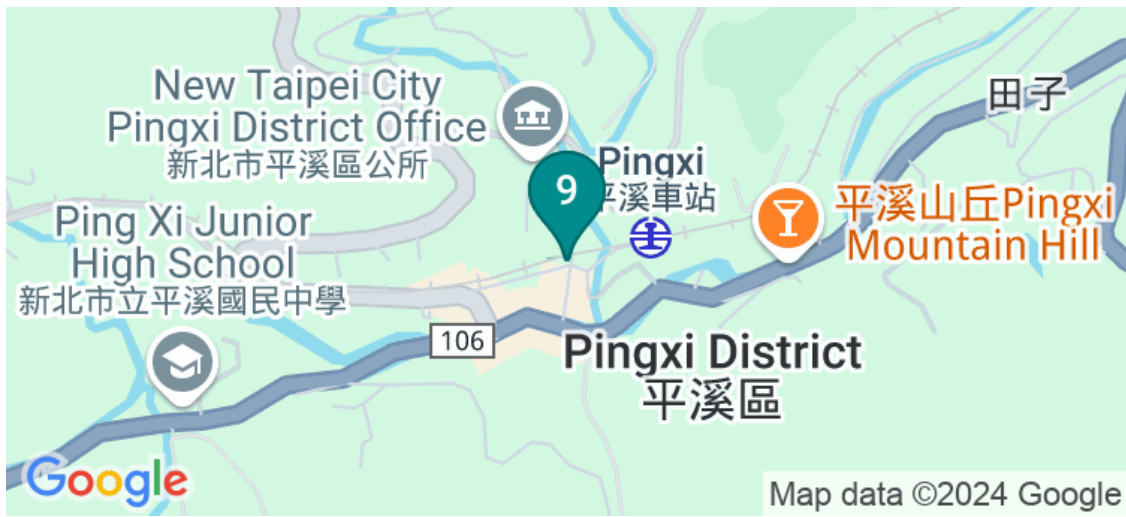 New Taipei City
Pingxi District Office
新北市平溪區公所
田子
9
Pingxi
平溪車站
平溪山丘Pingxi
Mountain Hill
Ping Xi Junior
High School
新北市立平溪國民中學
106
Pingxi District
平溪區
Google
Map data ©2024 Google